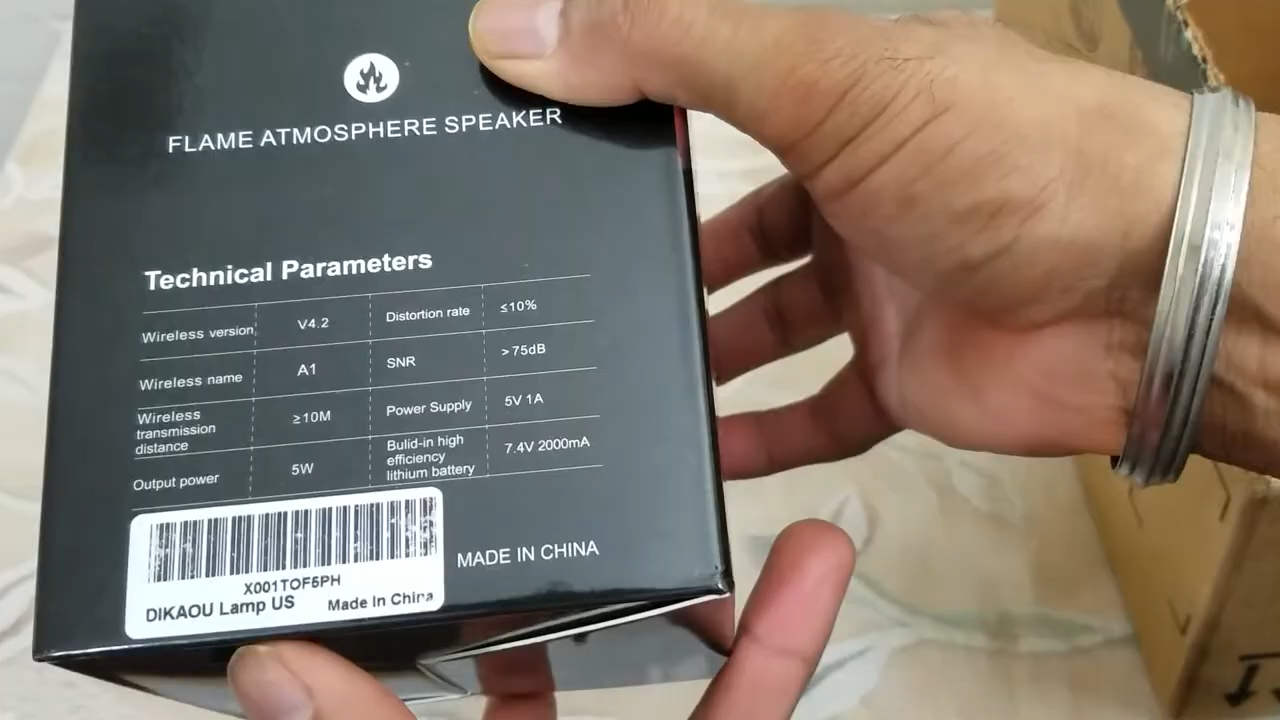 FLAME ATMOSPHERE SPEAKER
Technical Parameters
Wireless version V4.2 Distortion rate ≤10%
Wireless name A1 SNR >75dB
Wireless transmission distance ≥10M Power Supply 5V 1A
Output power 5W Bulid-in high efficiency lithium battery 7.4V 2000mA
X001TOF5PH
DIKAOU Lamp US Made In China
MADE IN CHINA